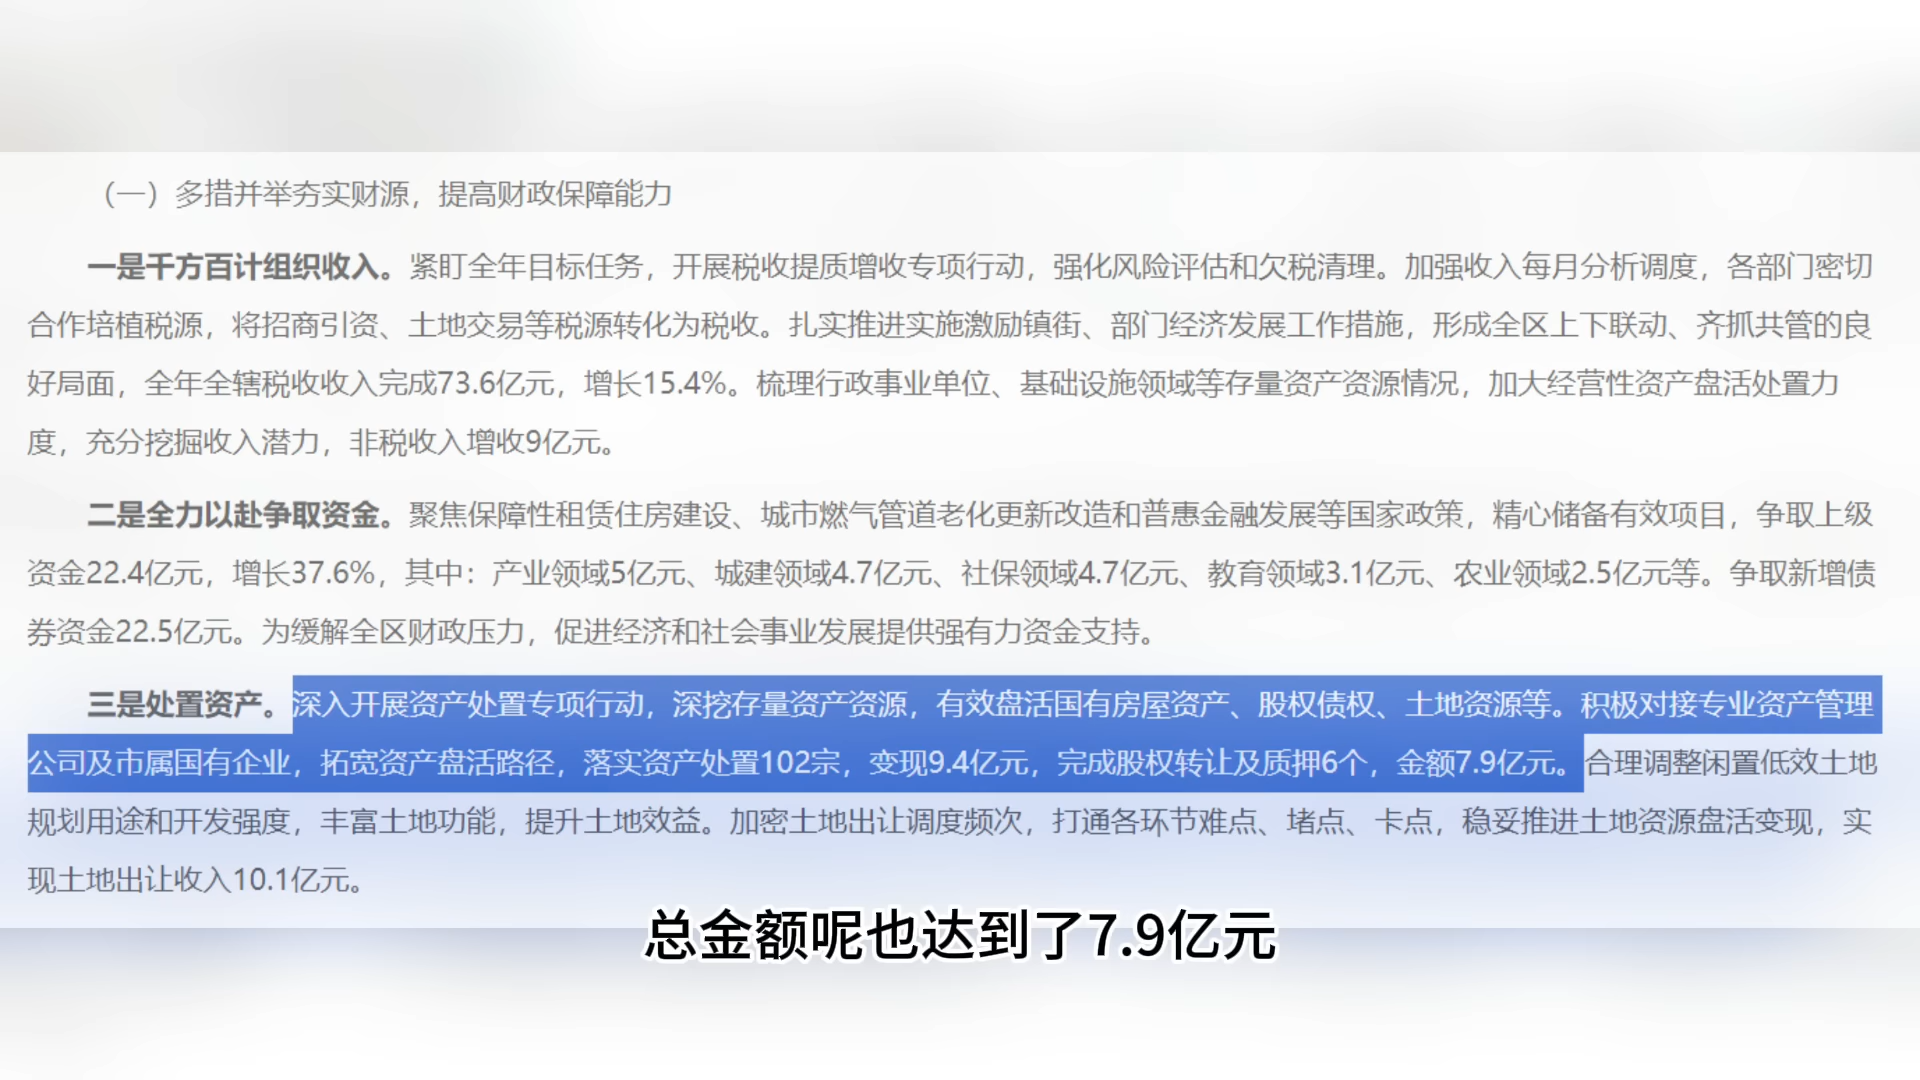 （一）多措并举夯实财源，提高财政保障能力
一是千方百计组织收入。紧盯全年目标任务，开展税收提质增收专项行动，强化风险评估和欠税清理。加强收入每月分析调度，各部门密切
合作培植税源，将招商引资、土地交易等税源转化为税收。扎实推进实施激励镇街、部门经济发展工作措施，形成全区上下联动、齐抓共管的良
好局面，全年全辖税收收入完成73.6亿元，增长15.4%。梳理行政事业单位、基础设施领域等存量资产资源情况，加大经营性资产盘活处置力
度，充分挖掘收入潜力，非税收入增收9亿元。
二是全力以赴争取资金。聚焦保障性租赁住房建设、城市燃气管道老化更新改造和普惠金融发展等国家政策，精心储备有效项目，争取上级
资金22.4亿元，增长37.6%，其中：产业领域5亿元、城建领域4.7亿元、社保领域4.7亿元、教育领域3.1亿元、农业领域2.5亿元等。争取新增债
券资金22.5亿元。为缓解全区财政压力，促进经济和社会事业发展提供强有力资金支持。
三是处置资产。深入开展资产处置专项行动，深挖存量资产资源，有效盘活国有房屋资产、股权债权、土地资源等。积极对接专业资产管理
公司及市属国有企业，拓宽资产盘活路径，落实资产处置102宗，变现9.4亿元，完成股权转让及质押6个，金额7.9亿元。合理调整闲置低效土地
规划用途和开发强度，丰富土地功能，提升土地效益。加密土地出让调度频次，打通各环节难点、堵点、卡点，稳妥推进土地资源盘活变现，实
现土地出让收入10.1亿元。
总金额呢也达到了7.9亿元